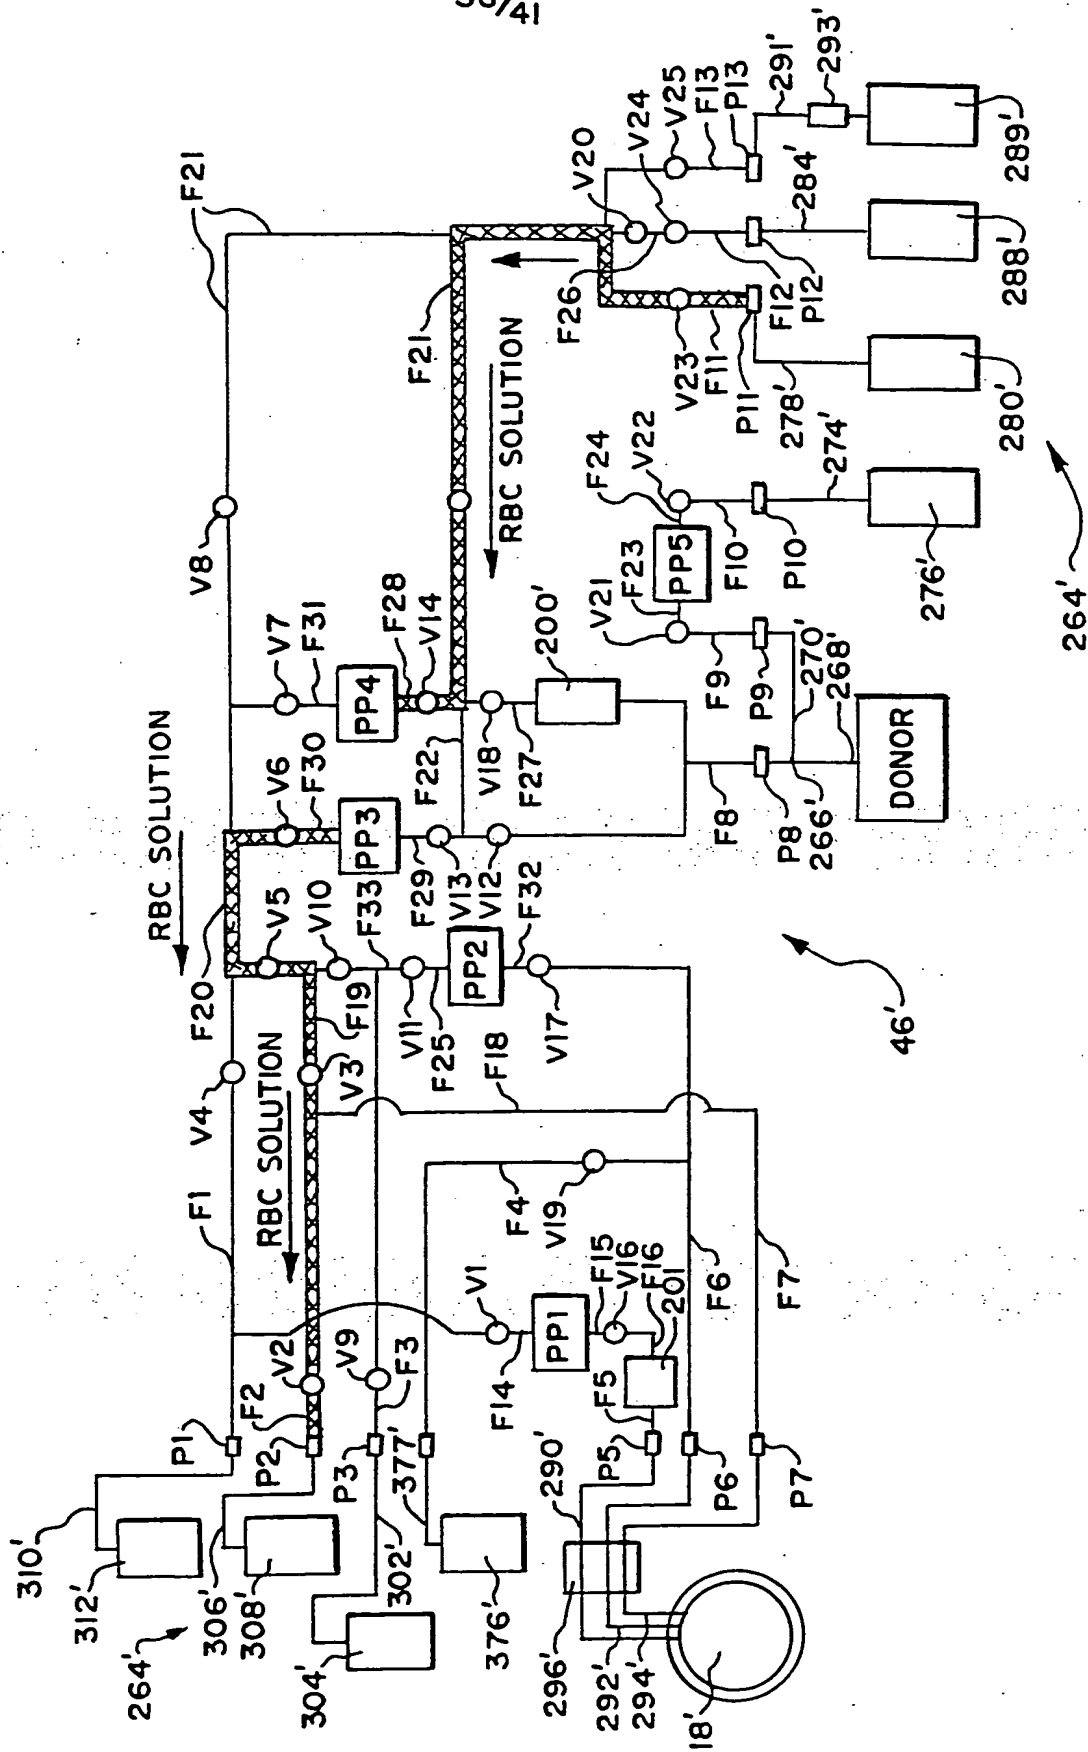 /41
310'
312'
264'
306'
308'
304'
302'
376'
377'
296'
292'
294'
18'
290'
P1
P2
P3
P5
P6
P7
F1
F2
V2
V9
F3
F5
201
F16
V16
F15
PP1
F14
V1
F4
V19
F6
F7
F18
V4
V3
F19
RBC SOLUTION
F20
V5
V10
F33
V11
F25
PP2
F32
V17
46'
RBC SOLUTION
V6
F30
PP3
F29
V13
V12
F22
V7
F31
PP4
F28
V14
V18
F27
200'
F8
P8
266'
268'
270'
DONOR
V8
F21
F21
RBC SOLUTION
V21
F23
PP5
F24
V22
F9
P9
F10
P10
274'
276'
F26
V23
F11
P11
278'
280'
V20
V24
F12
P12
284'
288'
V25
F13
P13
291'
293'
289'
264'